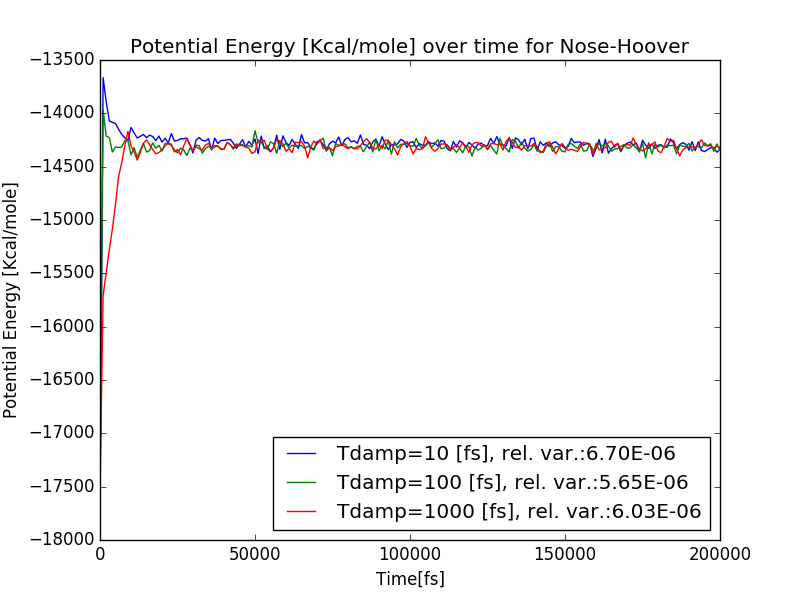 Potential Energy [Kcal/mole] over time for Nose-Hoover
−13500
−14000
−14500
−15000
−15500
−16000
−16500
−17000
−17500
−18000
Potential Energy [Kcal/mole]
Tdamp=10 [fs], rel. var.:6.70E-06
Tdamp=100 [fs], rel. var.:5.65E-06
Tdamp=1000 [fs], rel. var.:6.03E-06
0 50000 100000 150000 200000
Time[fs]